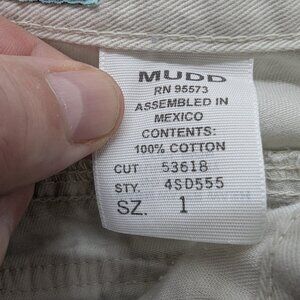 MUDD
RN 95573
ASSEMBLED IN
MEXICO
CONTENTS:
100% COTTON
CUT 53618
STY. 4SD555
SZ. 1